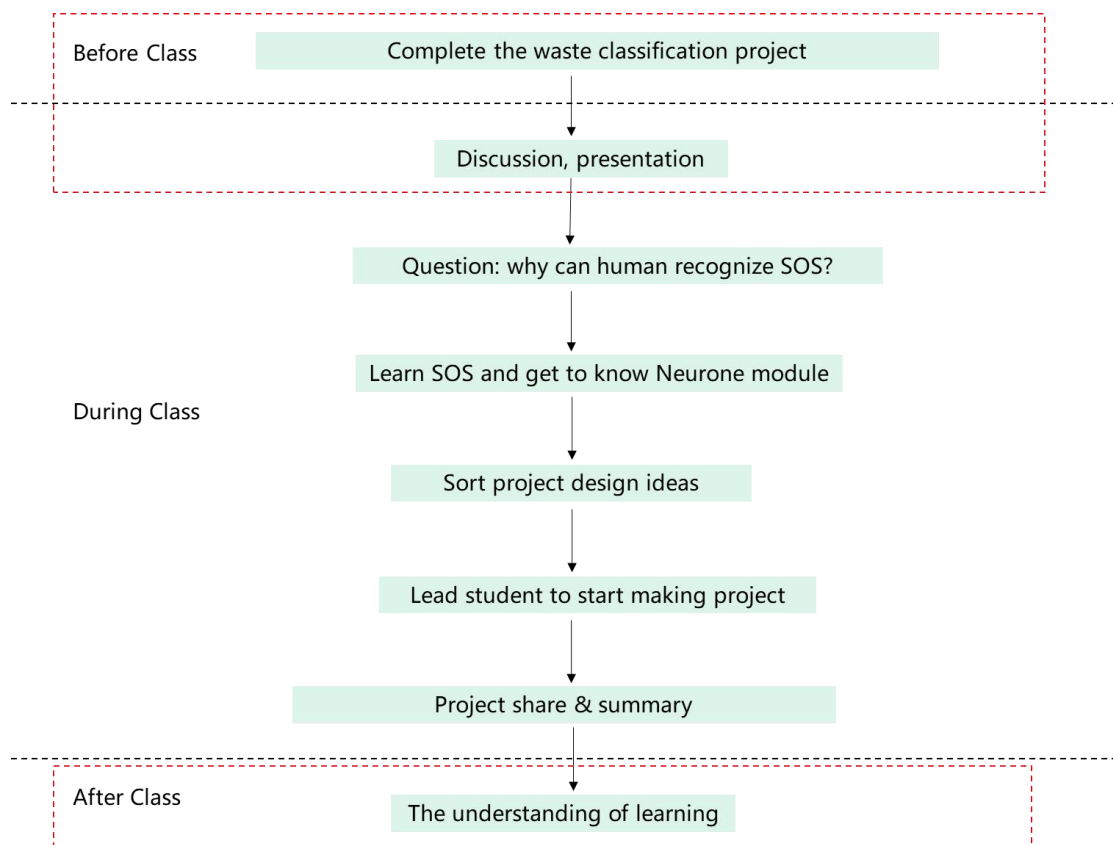 Before Class
Complete the waste classification project
Discussion, presentation
Question: why can human recognize SOS?
Learn SOS and get to know Neurone module
During Class
Sort project design ideas
Lead student to start making project
Project share & summary
After Class
The understanding of learning